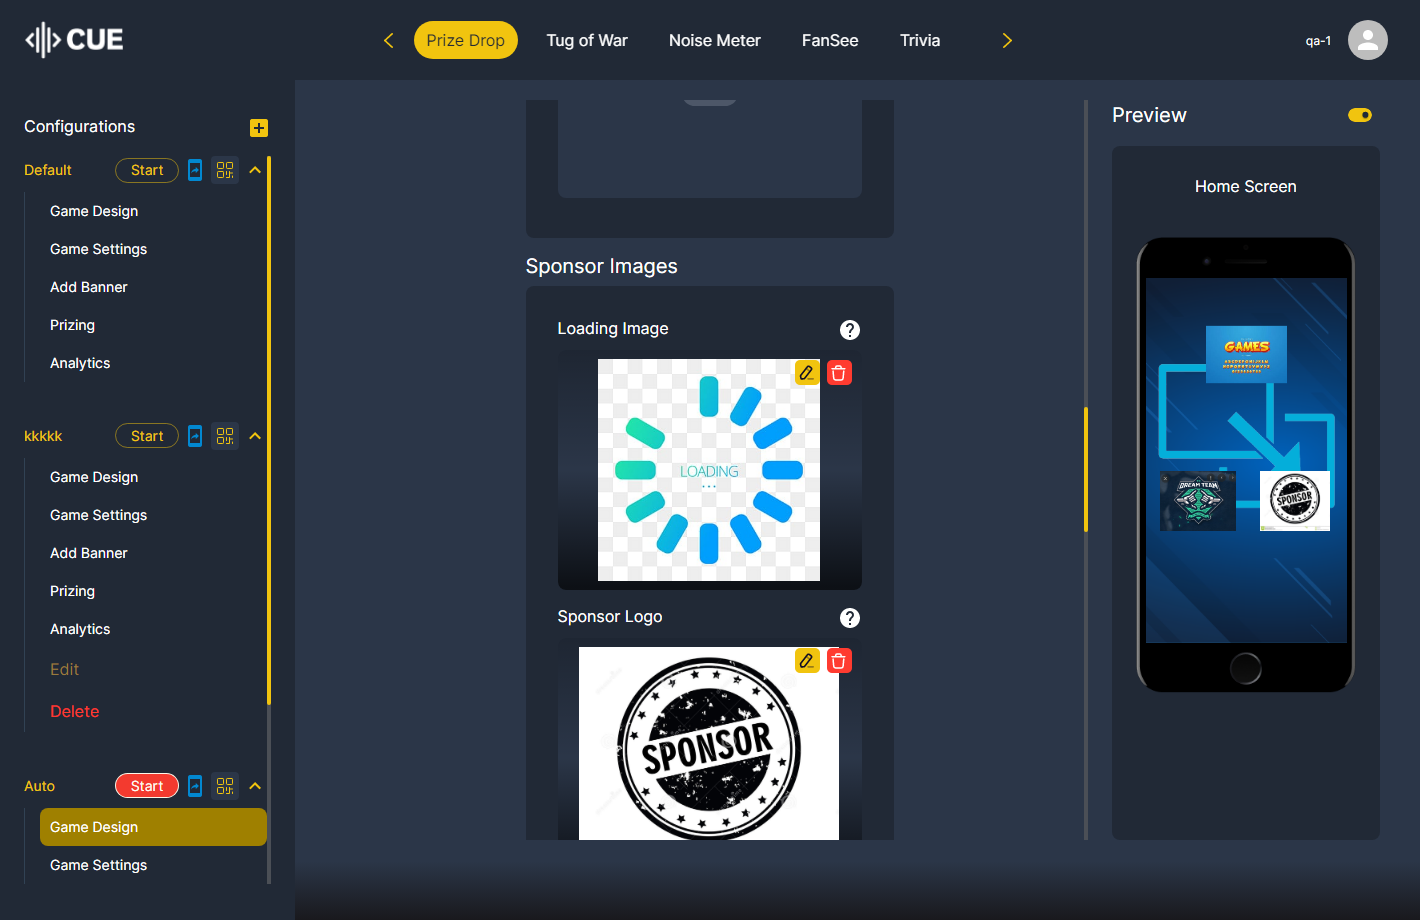 CUE
Prize Drop
Tug of War
Noise Meter
FanSee
Trivia
qa-1
Configurations
Default
Start
Game Design
Game Settings
Add Banner
Prizing
Analytics
kkkkk
Start
Game Design
Game Settings
Add Banner
Prizing
Analytics
Edit
Delete
Auto
Start
Game Design
Game Settings
Sponsor Images
Loading Image
LOADING
...
Sponsor Logo
SPONSOR
Preview
Home Screen
GAMES
DREAM TEAM
SPONSOR